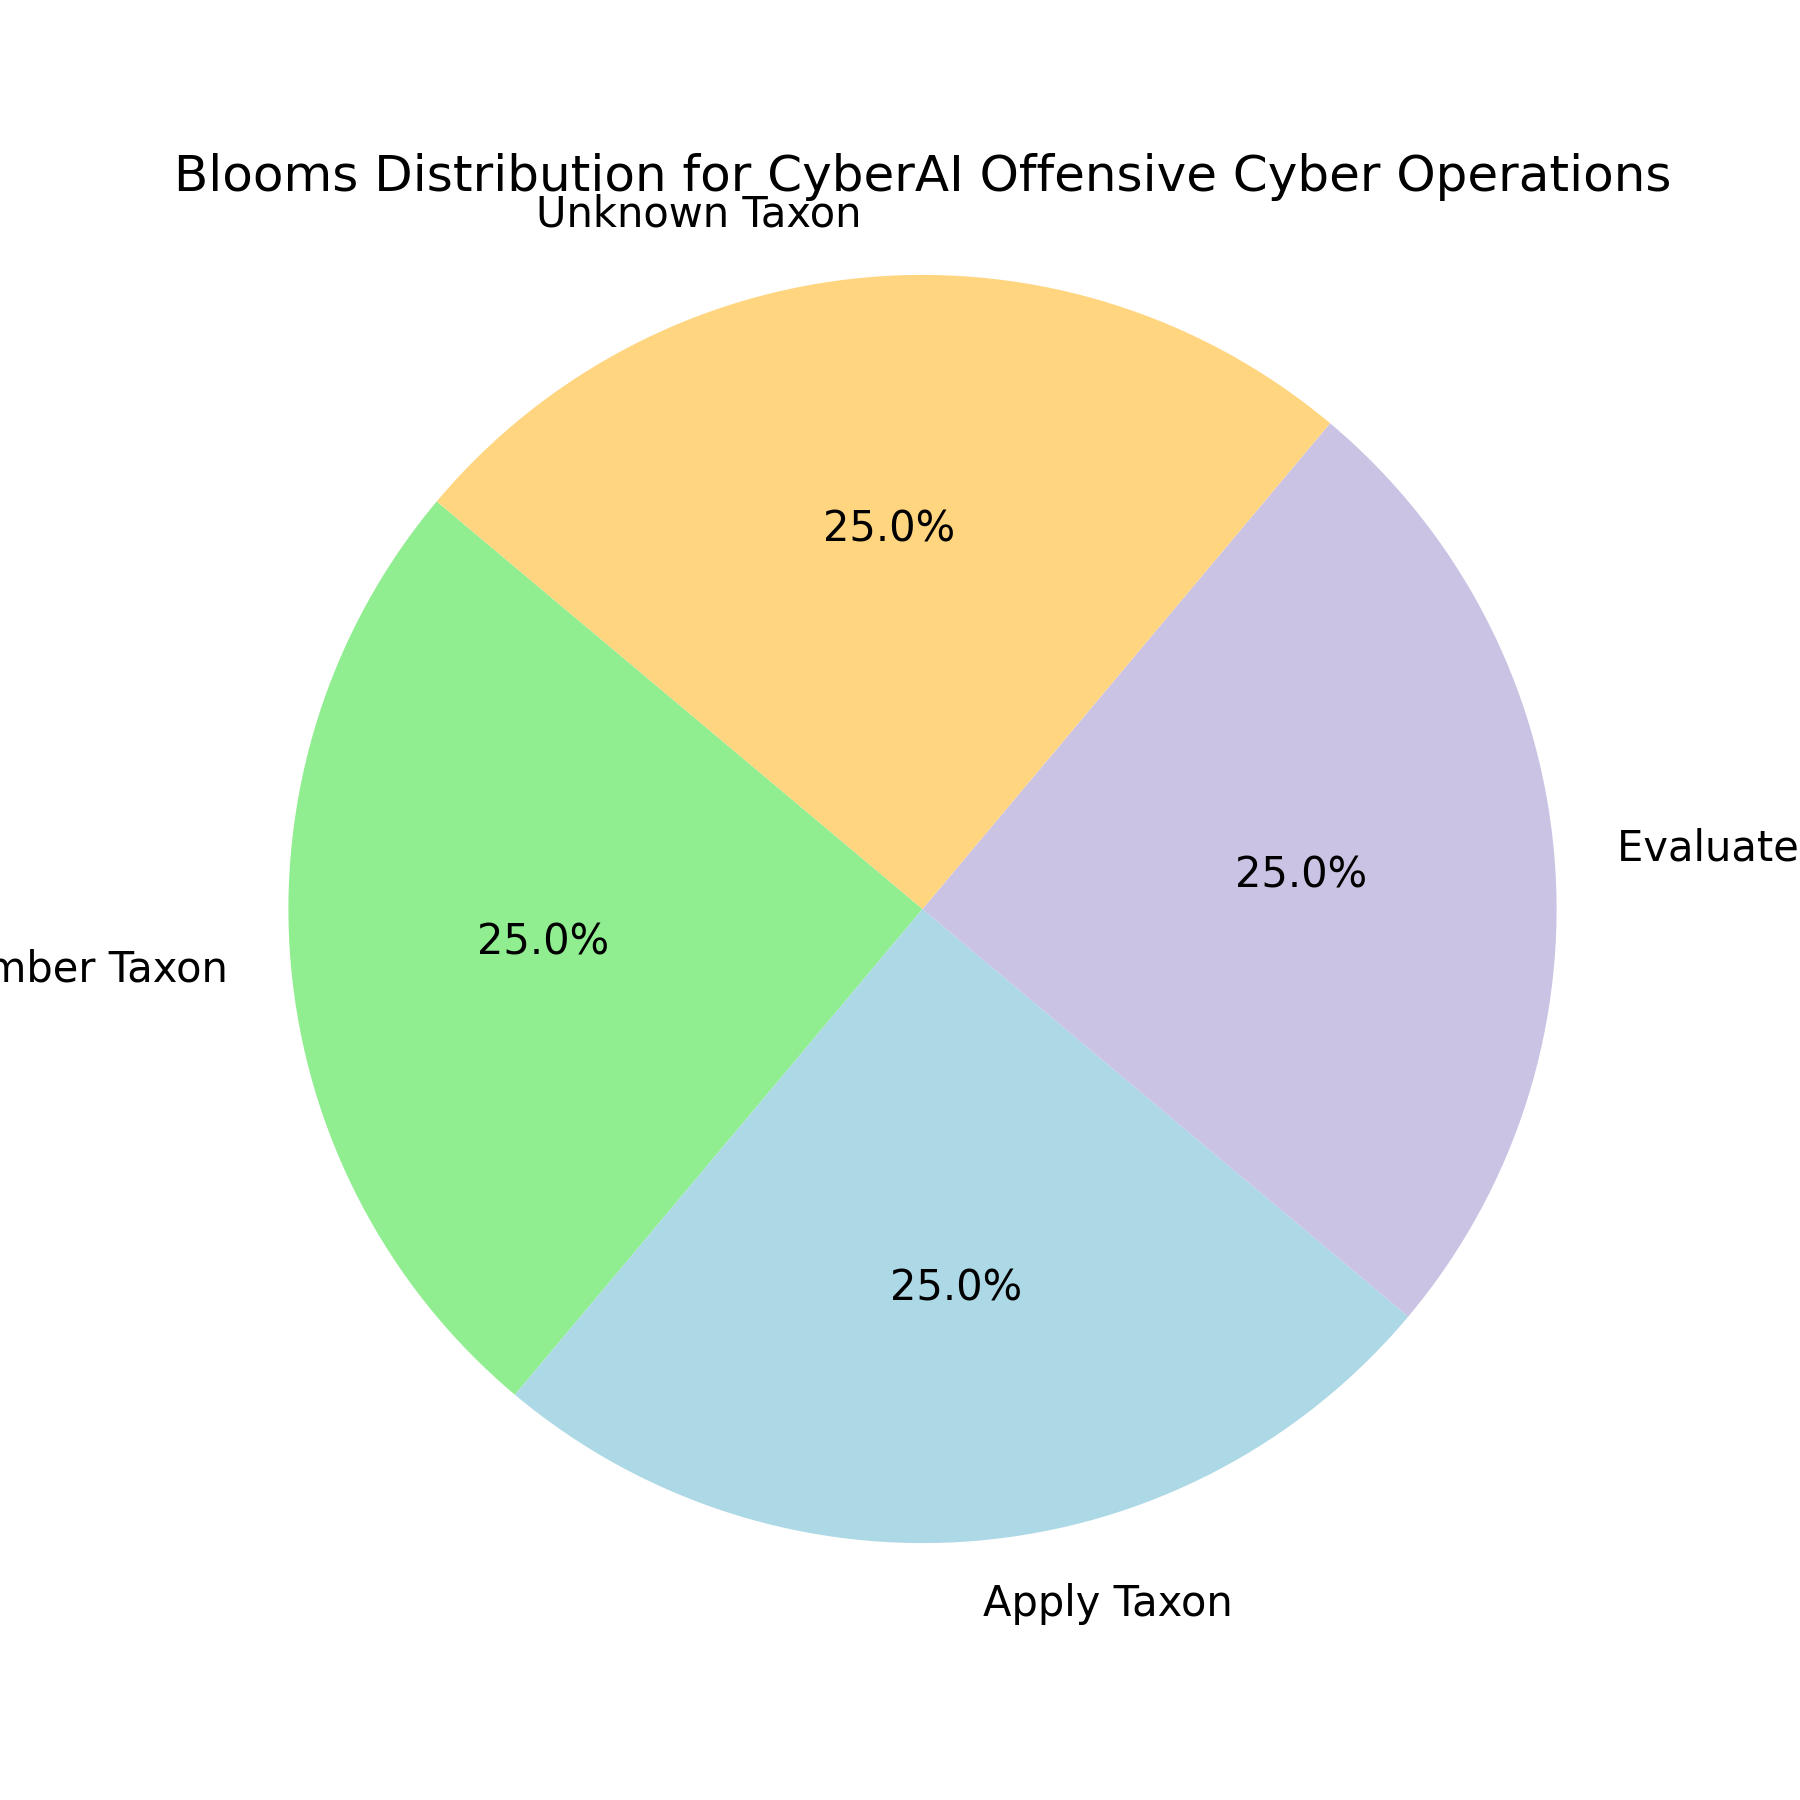 Blooms Distribution for CyberAI Offensive Cyber Operations
Unknown Taxon
25.0%
Evaluate
25.0%
25.0%
mber Taxon
25.0%
Apply Taxon